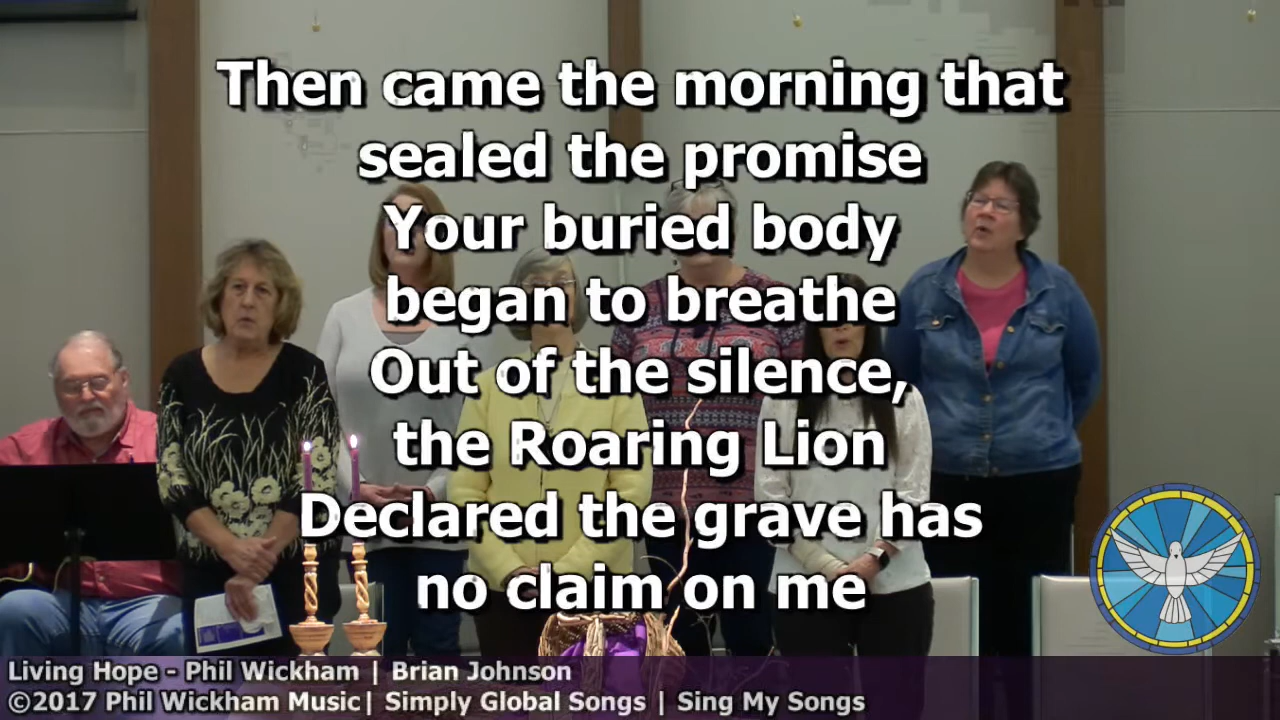 Then came the morning that
sealed the promise
Your buried body
began to breathe
Out of the silence,
the Roaring Lion
Declared the grave has
no claim on me
Living Hope - Phil Wickham | Brian Johnson
©2017 Phil Wickham Music| Simply Global Songs | Sing My Songs